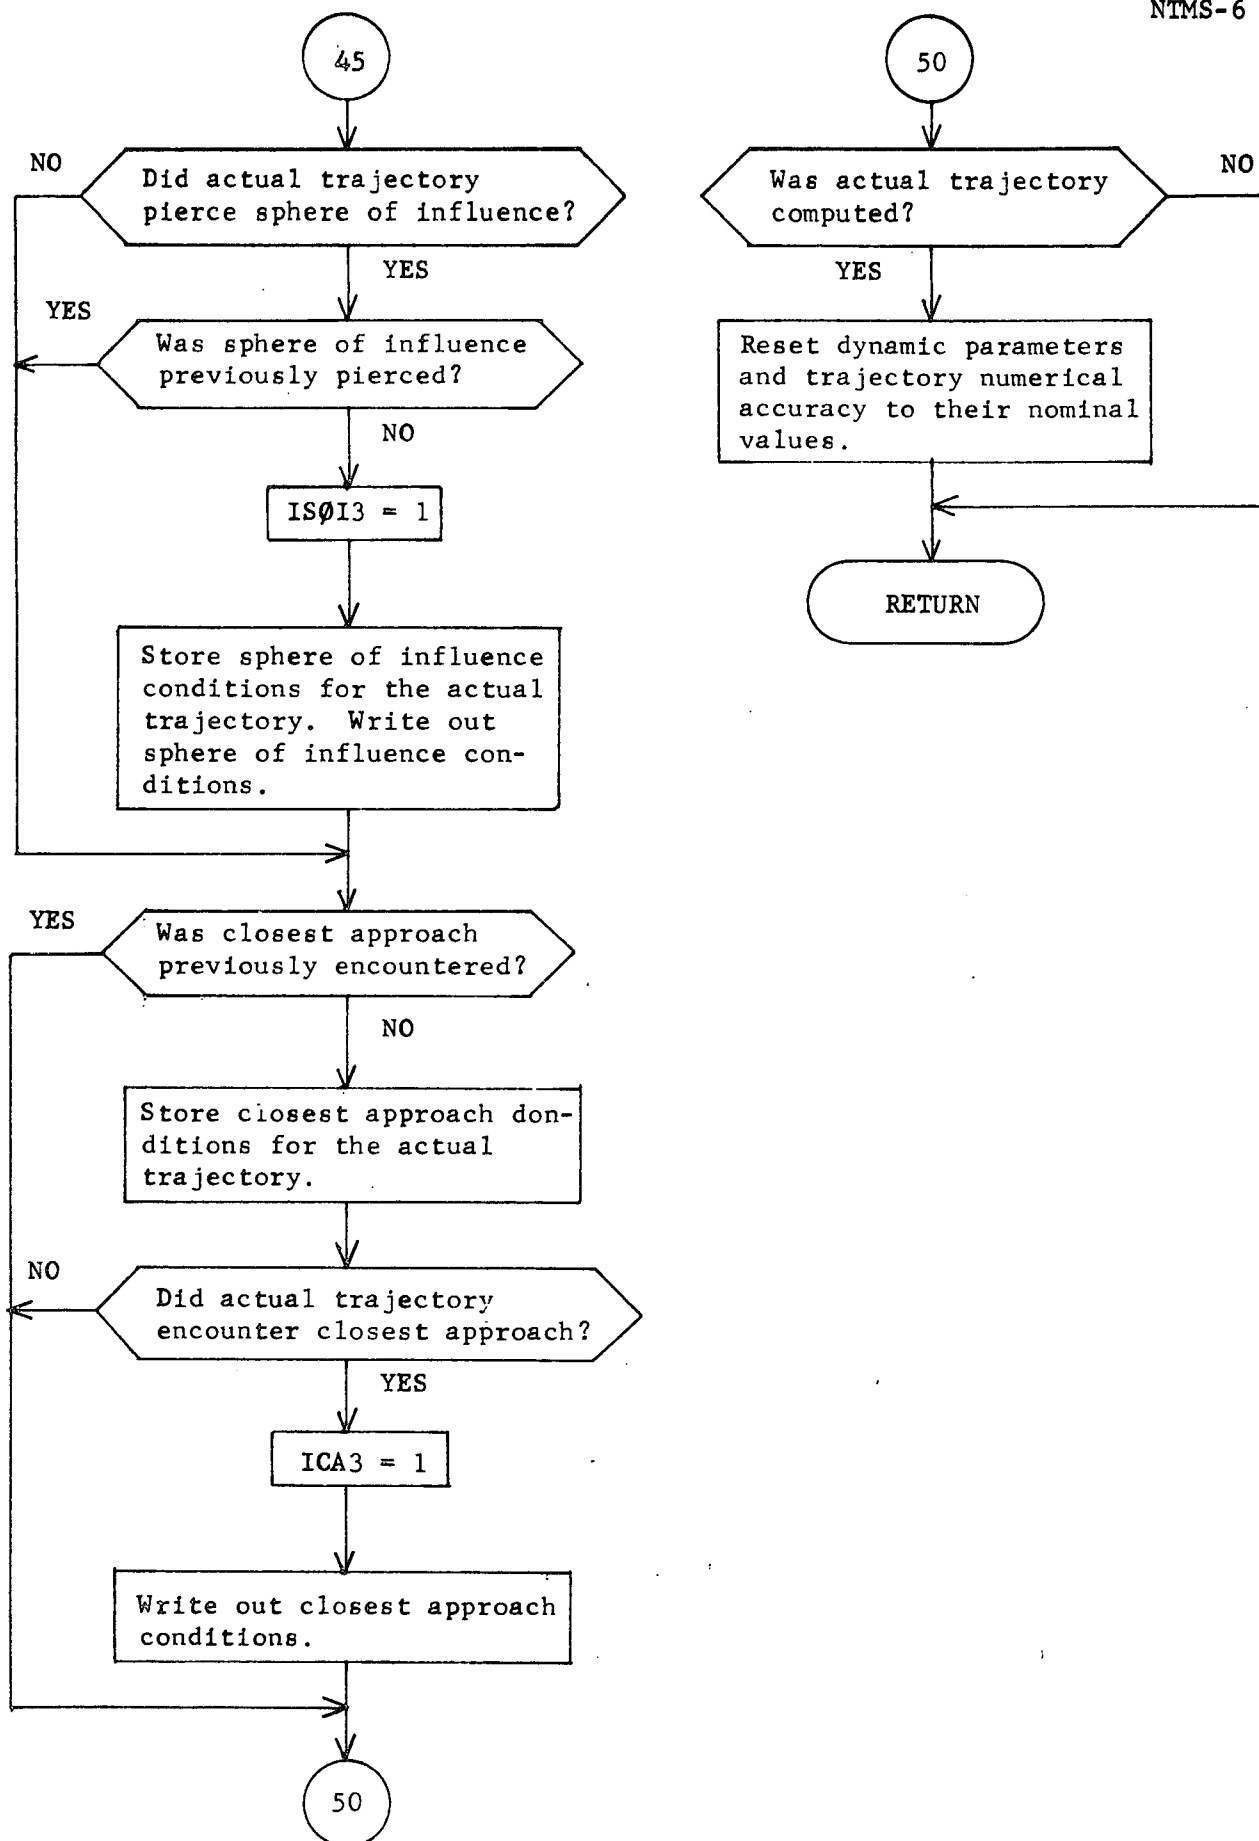 NTMS-6
45
NO
Did actual trajectory
pierce sphere of influence?
YES
YES
Was sphere of influence
previously pierced?
NO
ISØI3 = 1
Store sphere of influence
conditions for the actual
trajectory. Write out
sphere of influence con-
ditions.
YES
Was closest approach
previously encountered?
NO
Store closest approach don-
ditions for the actual
trajectory.
NO
Did actual trajectory
encounter closest approach?
YES
ICA3 = 1
Write out closest approach
conditions.
50
50
Was actual trajectory
computed?
NO
YES
Reset dynamic parameters
and trajectory numerical
accuracy to their nominal
values.
RETURN